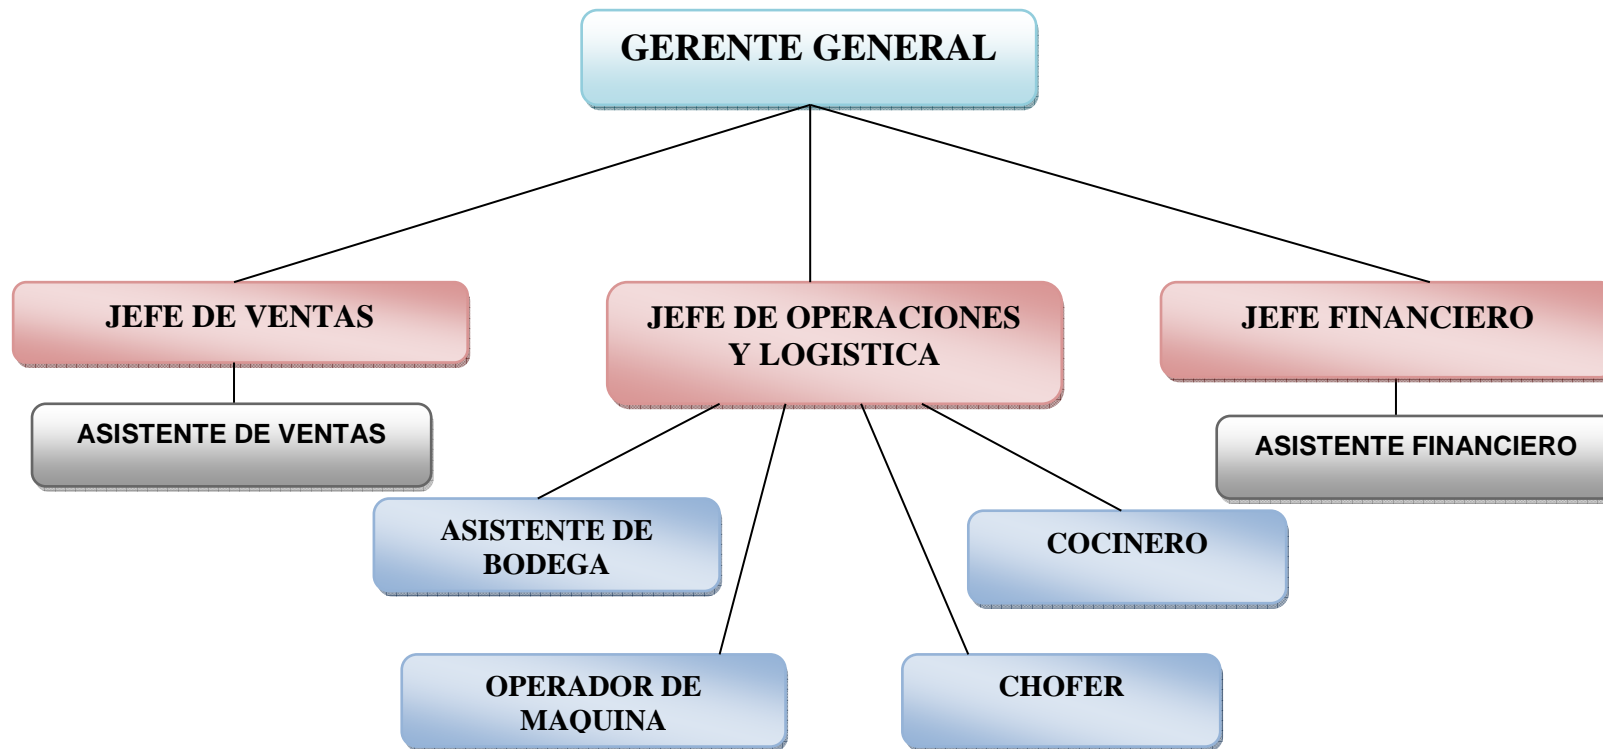 GERENTE GENERAL
JEFE DE VENTAS
JEFE DE OPERACIONES
Y LOGISTICA
JEFE FINANCIERO
ASISTENTE DE VENTAS
ASISTENTE FINANCIERO
ASISTENTE DE
BODEGA
COCINERO
OPERADOR DE
MAQUINA
CHOFER